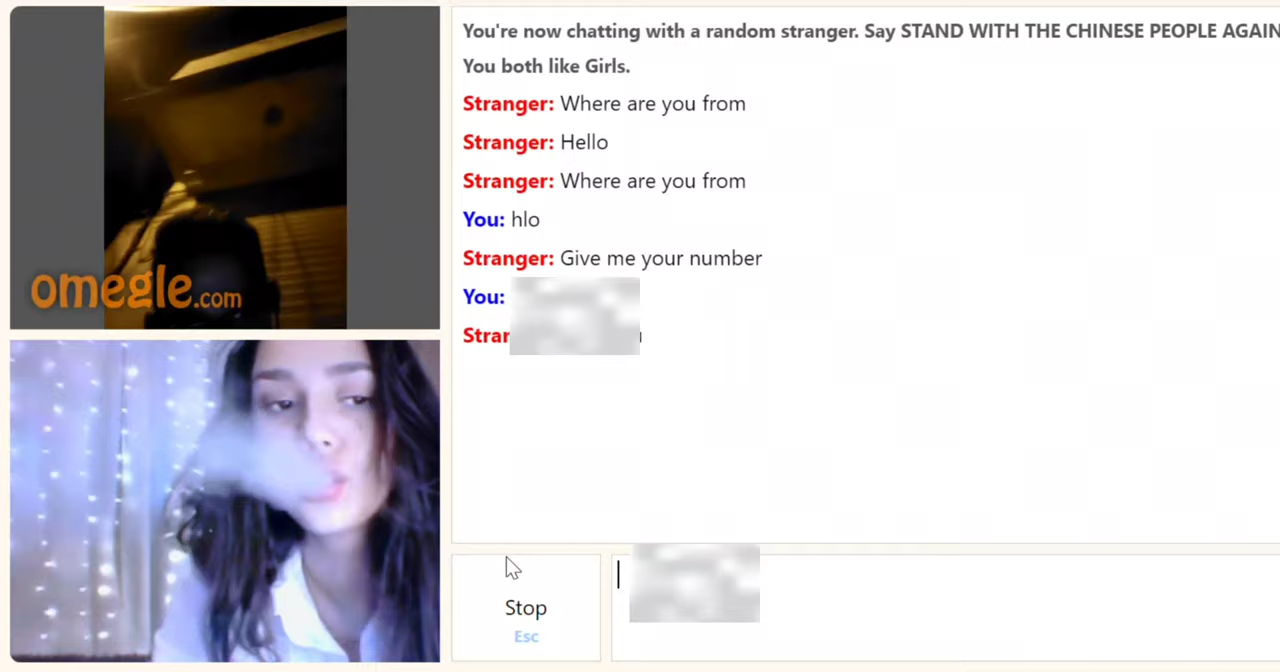 You're now chatting with a random stranger. Say STAND WITH THE CHINESE PEOPLE
You both like Girls.
Stranger: Where are you from
Stranger: Hello
Stranger: Where are you from
You: hlo
Stranger: Give me your number
You:
omegle.com
Stop
Esc